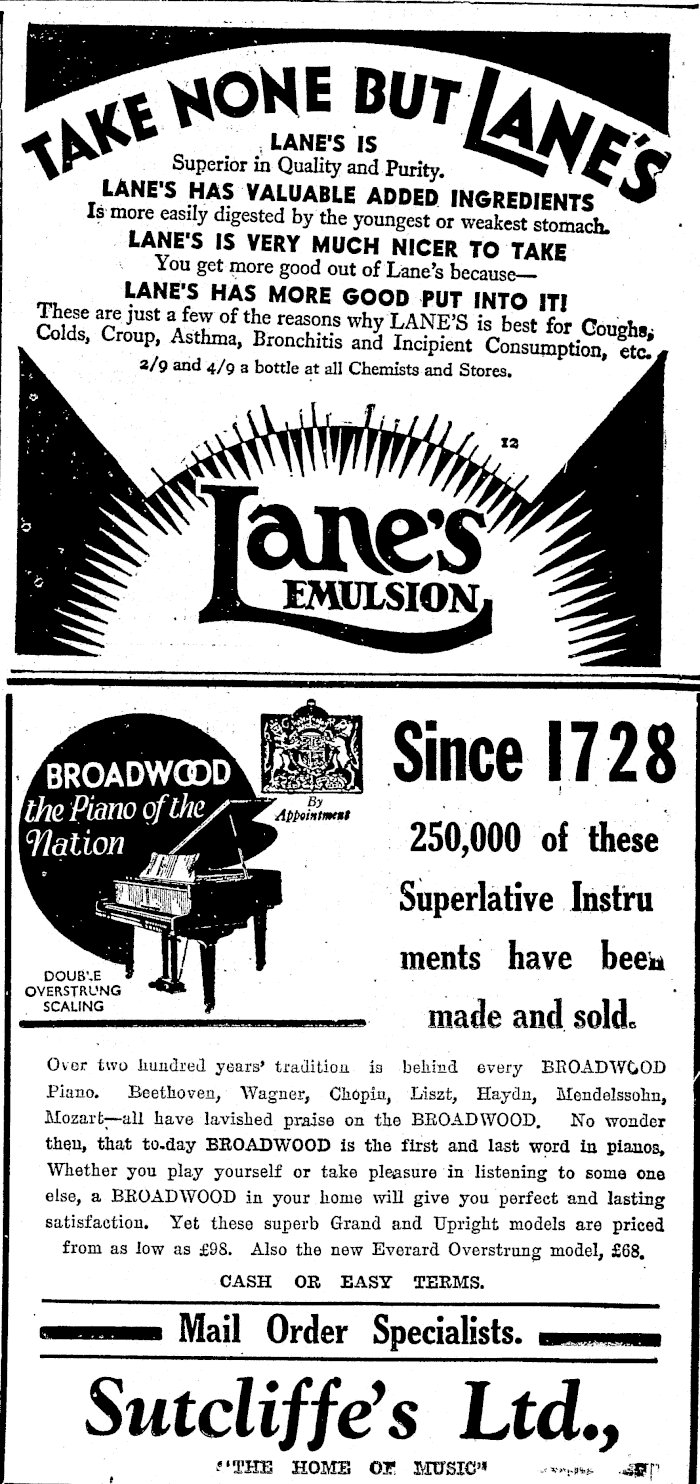 TAKE NONE BUT LANE'S
LANE'S IS
Superior in Quality and Purity.
LANE'S HAS VALUABLE ADDED INGREDIENTS
Is more easily digested by the youngest or weakest stomach.
LANE'S IS VERY MUCH NICER TO TAKE
You get more good out of Lane's because—
LANE'S HAS MORE GOOD PUT INTO IT!
These are just a few of the reasons why LANE'S is best for Coughs,
Colds, Croup, Asthma, Bronchitis and Incipient Consumption, etc.
2/9 and 4/9 a bottle at all Chemists and Stores.
12
Lane's
EMULSION
BROADWOOD
the Piano of the
Nation
By
Appointment
DOUBLE
OVERSTRUNG
SCALING
Since 1728
250,000 of these
Superlative Instru
ments have been
made and sold.
Over two hundred years' tradition is behind every BROADWOOD
Piano. Beethoven, Wagner, Chopin, Liszt, Haydn, Mendelssohn,
Mozart—all have lavished praise on the BROADWOOD. No wonder
then, that to-day BROADWOOD is the first and last word in pianos,
Whether you play yourself or take pleasure in listening to some one
else, a BROADWOOD in your home will give you perfect and lasting
satisfaction. Yet these superb Grand and Upright models are priced
from as low as £98. Also the new Everard Overstrung model, £68.
CASH OR EASY TERMS.
Mail Order Specialists.
Sutcliffe's Ltd.,
"THE HOME OF MUSIC"